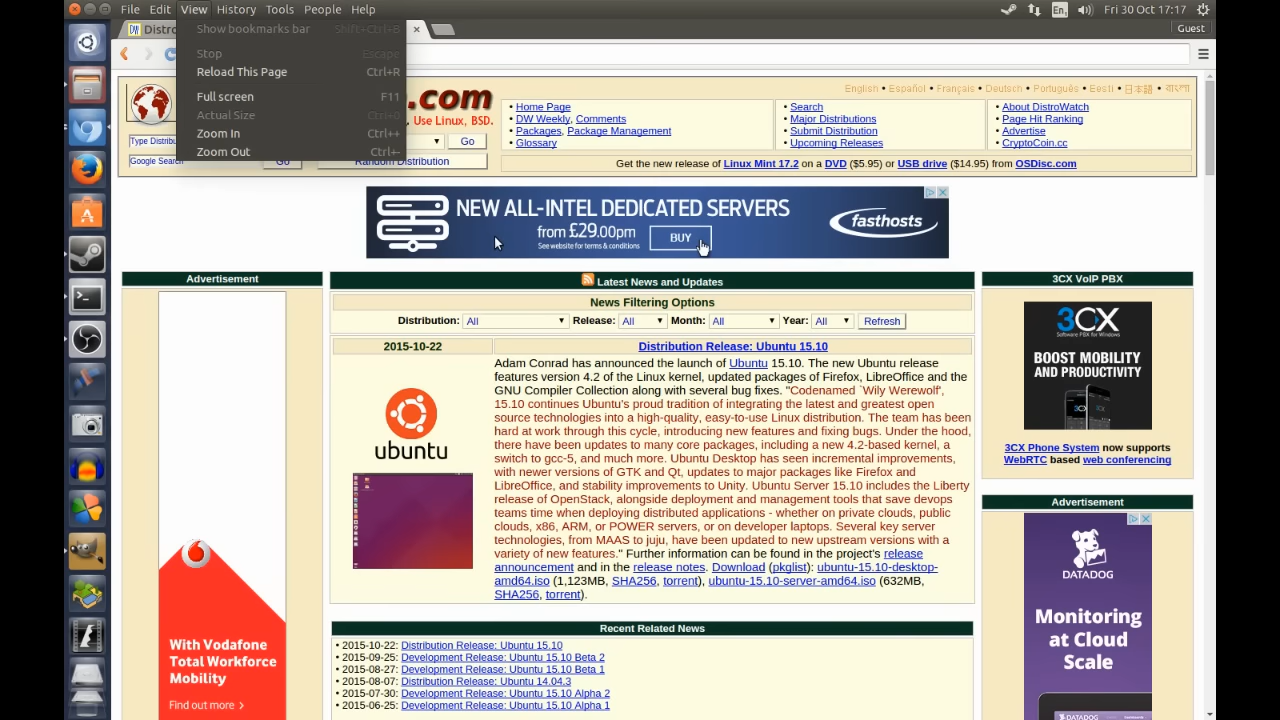 File Edit View History Tools People Help
En
Fri 30 Oct 17:17
Distro
Guest
Show bookmarks bar Shift+Ctrl+B
Stop Escape
Reload This Page Ctrl+R
Full screen F11
Actual Size Ctrl+0
Zoom In Ctrl++
Zoom Out Ctrl+-
.com
, Use Linux, BSD.
Type Distribu
Go
Google Search
Go
Random Distribution
English • Español • Français • Deutsch • Português • Eesti • 日本語 • বাংলা
• Home Page
• DW Weekly, Comments
• Packages, Package Management
• Glossary
• Search
• Major Distributions
• Submit Distribution
• Upcoming Releases
• About DistroWatch
• Page Hit Ranking
• Advertise
• CryptoCoin.cc
Get the new release of Linux Mint 17.2 on a DVD ($5.95) or USB drive ($14.95) from OSDisc.com
NEW ALL-INTEL DEDICATED SERVERS
from £29.00pm
See website for terms & conditions
BUY
fasthosts
Advertisement
With Vodafone
Total Workforce
Mobility
Find out more >
Latest News and Updates
News Filtering Options
Distribution: All Release: All Month: All Year: All Refresh
2015-10-22
Distribution Release: Ubuntu 15.10
ubuntu
Adam Conrad has announced the launch of Ubuntu 15.10. The new Ubuntu release
features version 4.2 of the Linux kernel, updated packages of Firefox, LibreOffice and the
GNU Compiler Collection along with several bug fixes. "Codenamed `Wily Werewolf',
15.10 continues Ubuntu's proud tradition of integrating the latest and greatest open
source technologies into a high-quality, easy-to-use Linux distribution. The team has been
hard at work through this cycle, introducing new features and fixing bugs. Under the hood,
there have been updates to many core packages, including a new 4.2-based kernel, a
switch to gcc-5, and much more. Ubuntu Desktop has seen incremental improvements,
with newer versions of GTK and Qt, updates to major packages like Firefox and
LibreOffice, and stability improvements to Unity. Ubuntu Server 15.10 includes the Liberty
release of OpenStack, alongside deployment and management tools that save devops
teams time when deploying distributed applications - whether on private clouds, public
clouds, x86, ARM, or POWER servers, or on developer laptops. Several key server
technologies, from MAAS to juju, have been updated to new upstream versions with a
variety of new features." Further information can be found in the project's release
announcement and in the release notes. Download (pkglist): ubuntu-15.10-desktop-
amd64.iso (1,123MB, SHA256, torrent), ubuntu-15.10-server-amd64.iso (632MB,
SHA256, torrent).
Recent Related News
• 2015-10-22: Distribution Release: Ubuntu 15.10
• 2015-09-25: Development Release: Ubuntu 15.10 Beta 2
• 2015-08-27: Development Release: Ubuntu 15.10 Beta 1
• 2015-08-07: Distribution Release: Ubuntu 14.04.3
• 2015-07-30: Development Release: Ubuntu 15.10 Alpha 2
• 2015-06-25: Development Release: Ubuntu 15.10 Alpha 1
3CX VoIP PBX
3CX
Software PBX for Windows
BOOST MOBILITY
AND PRODUCTIVITY
3CX Phone System now supports
WebRTC based web conferencing
Advertisement
DATADOG
Monitoring
at Cloud
Scale